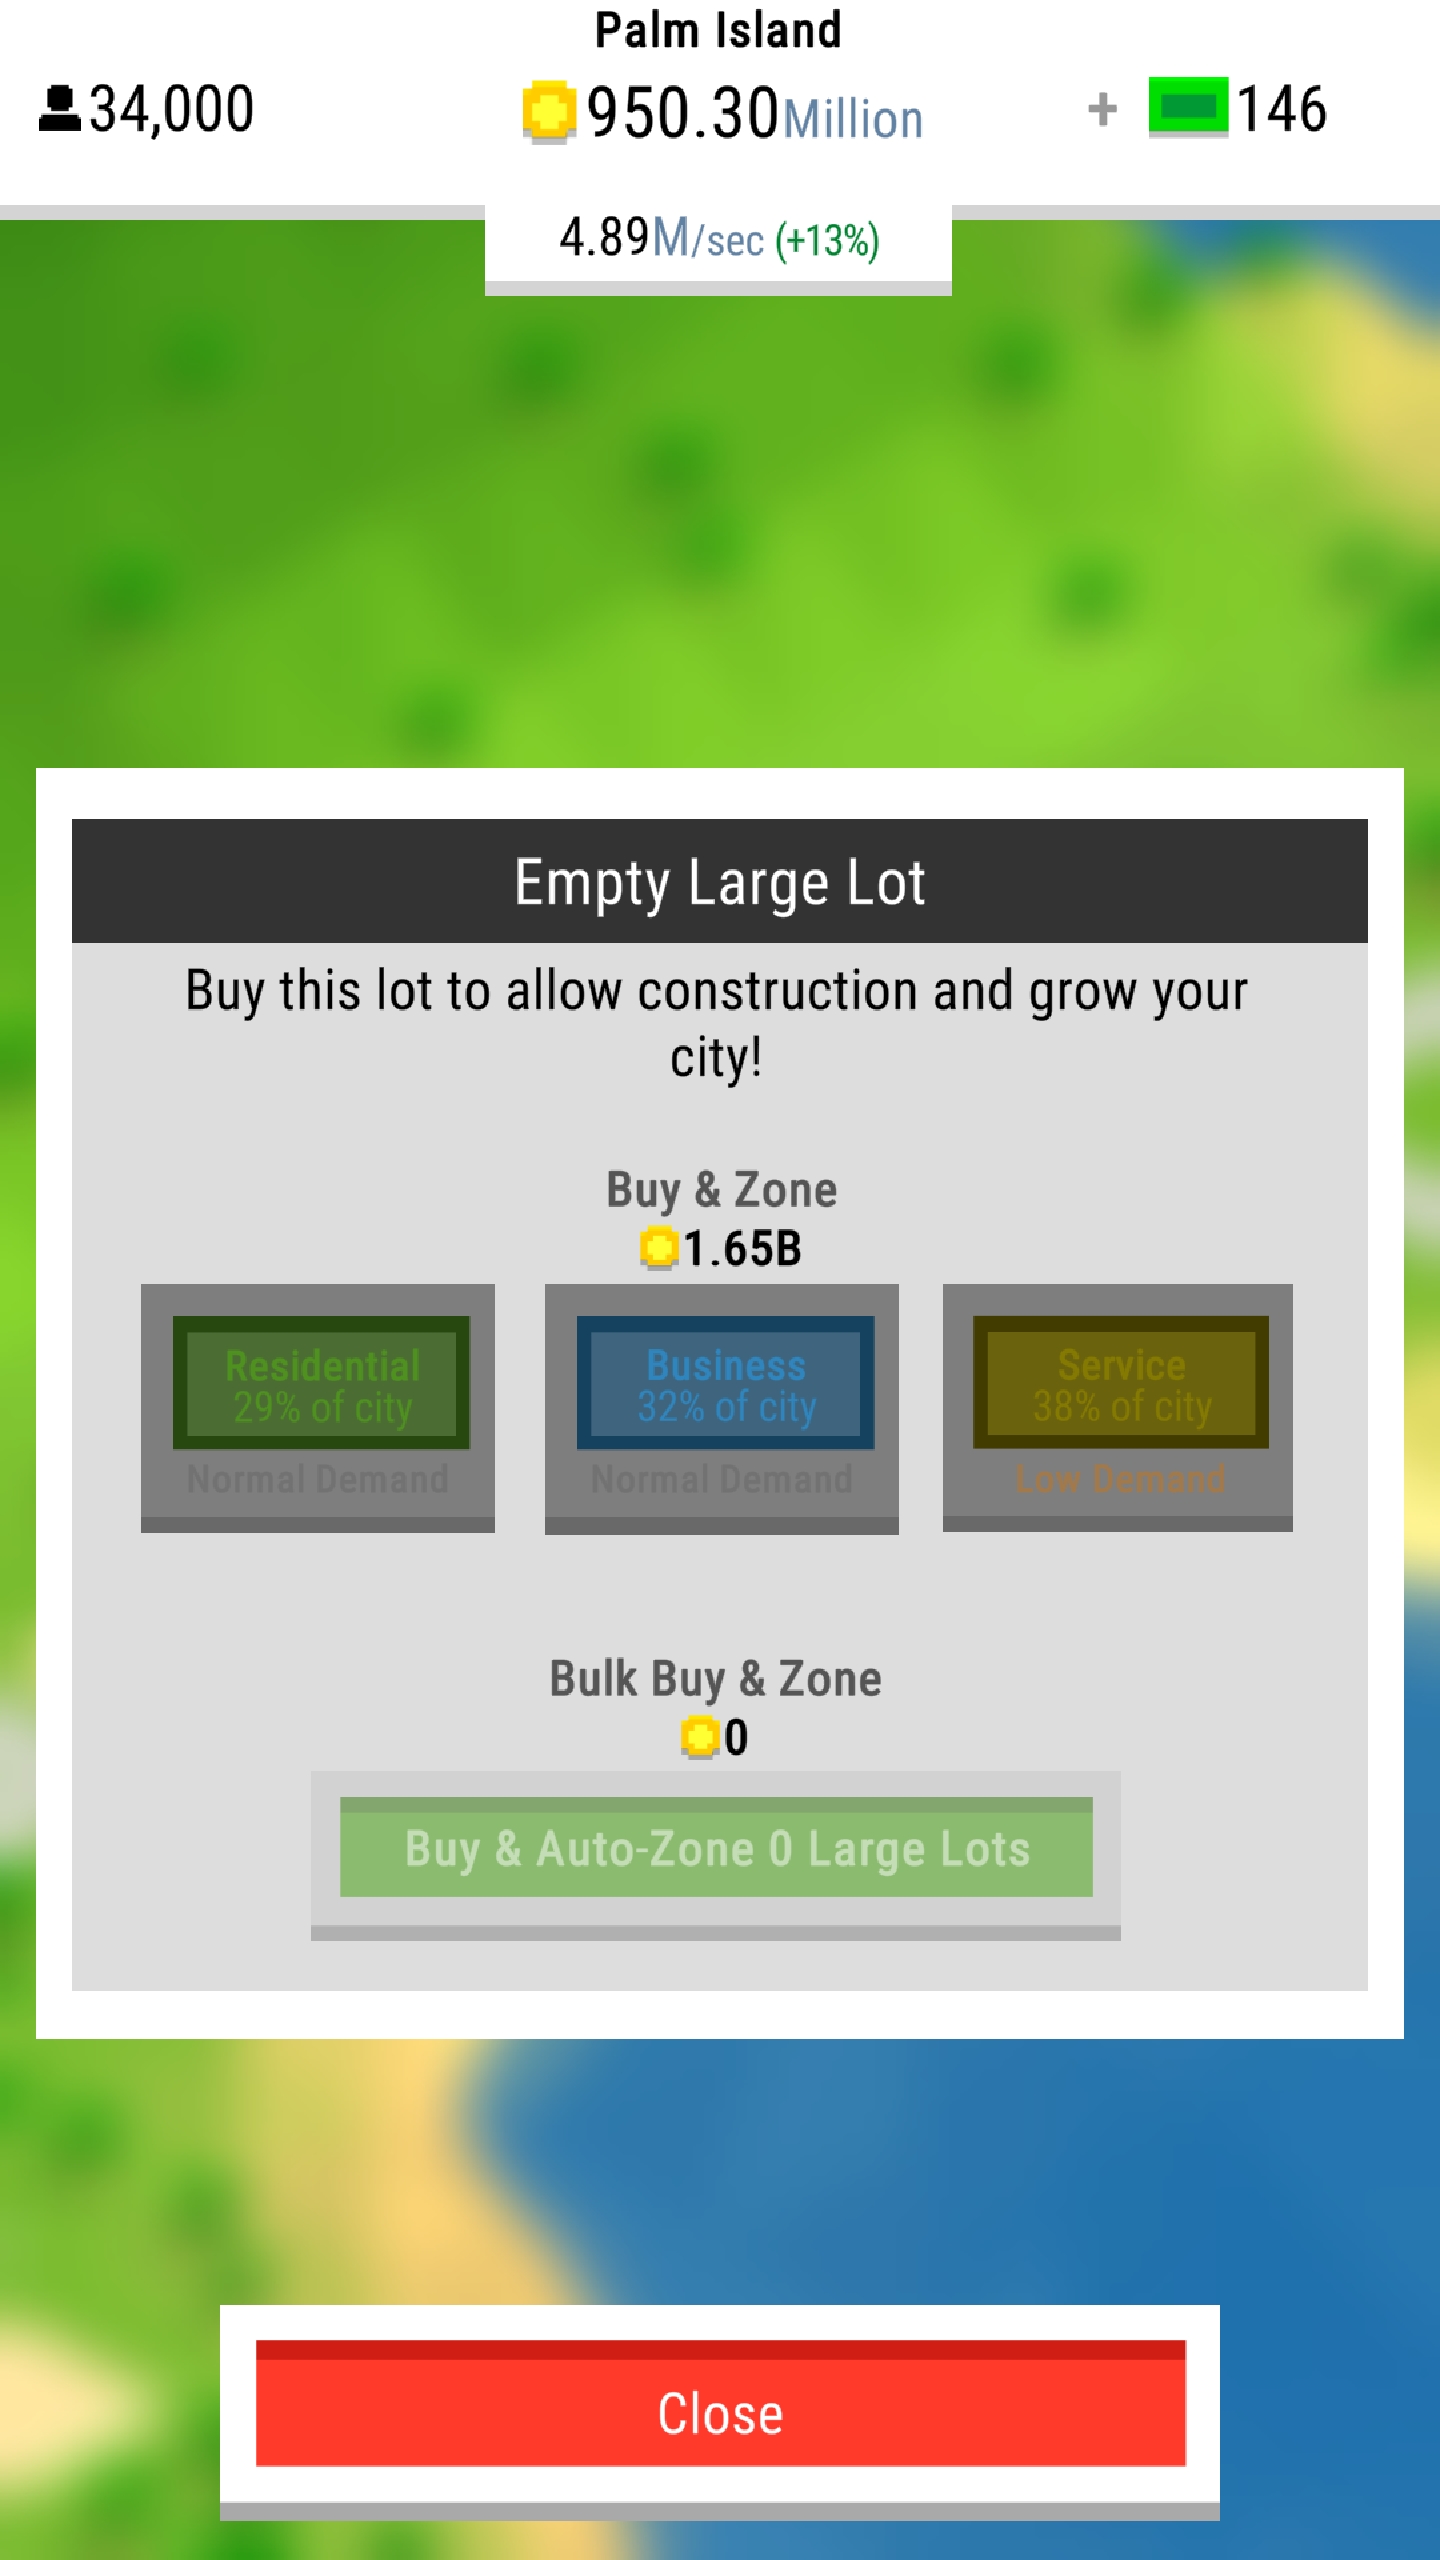 Palm Island
34,000
950.30Million
+ 146
4.89M/sec (+13%)
Empty Large Lot
Buy this lot to allow construction and grow your
city!
Buy & Zone
1.65B
Residential
29% of city
Normal Demand
Business
32% of city
Normal Demand
Service
38% of city
Low Demand
Bulk Buy & Zone
0
Buy & Auto-Zone 0 Large Lots
Close